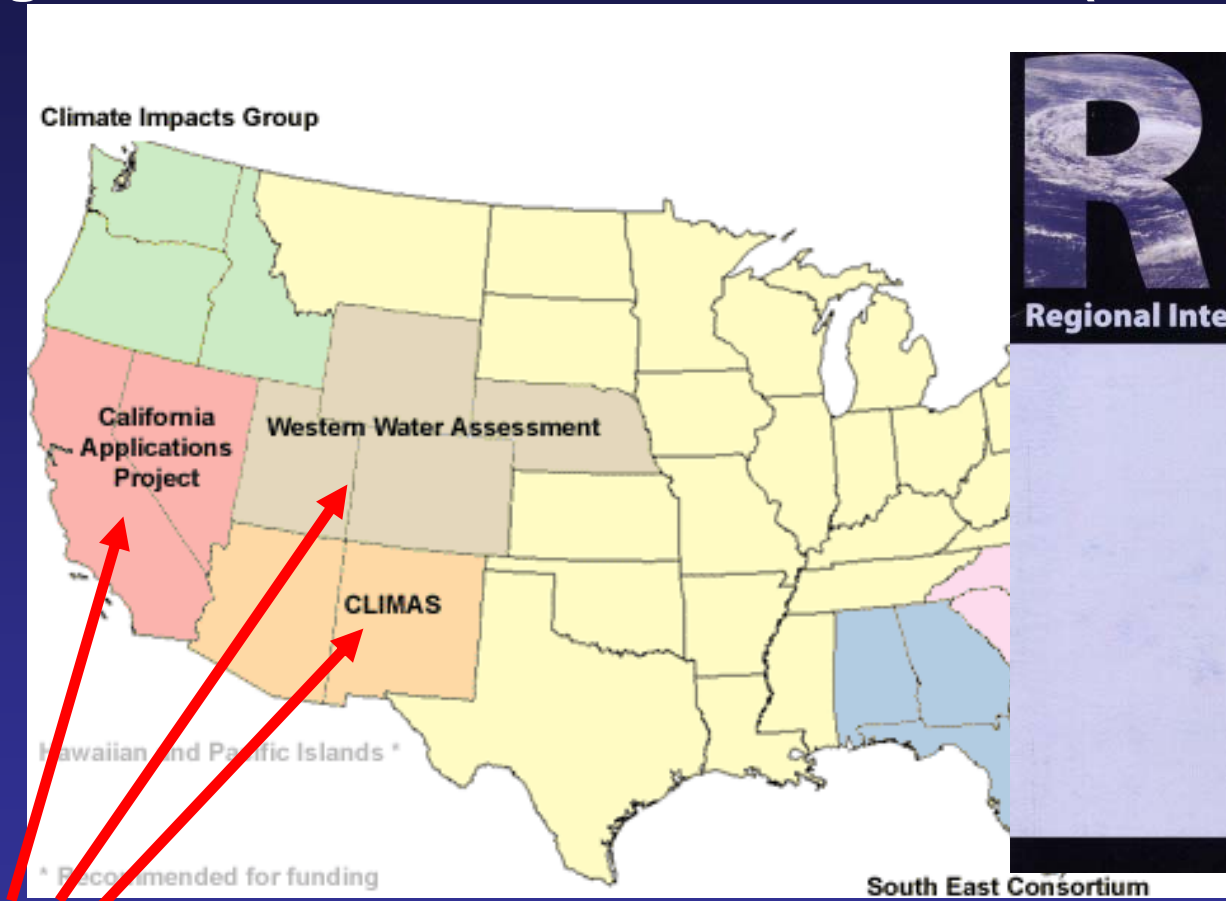 Climate Impacts Group
R
Regional Inte
California
Applications
Project
Western Water Assessment
CLIMAS
Hawaiian and Pacific Islands *
* Recommended for funding
South East Consortium